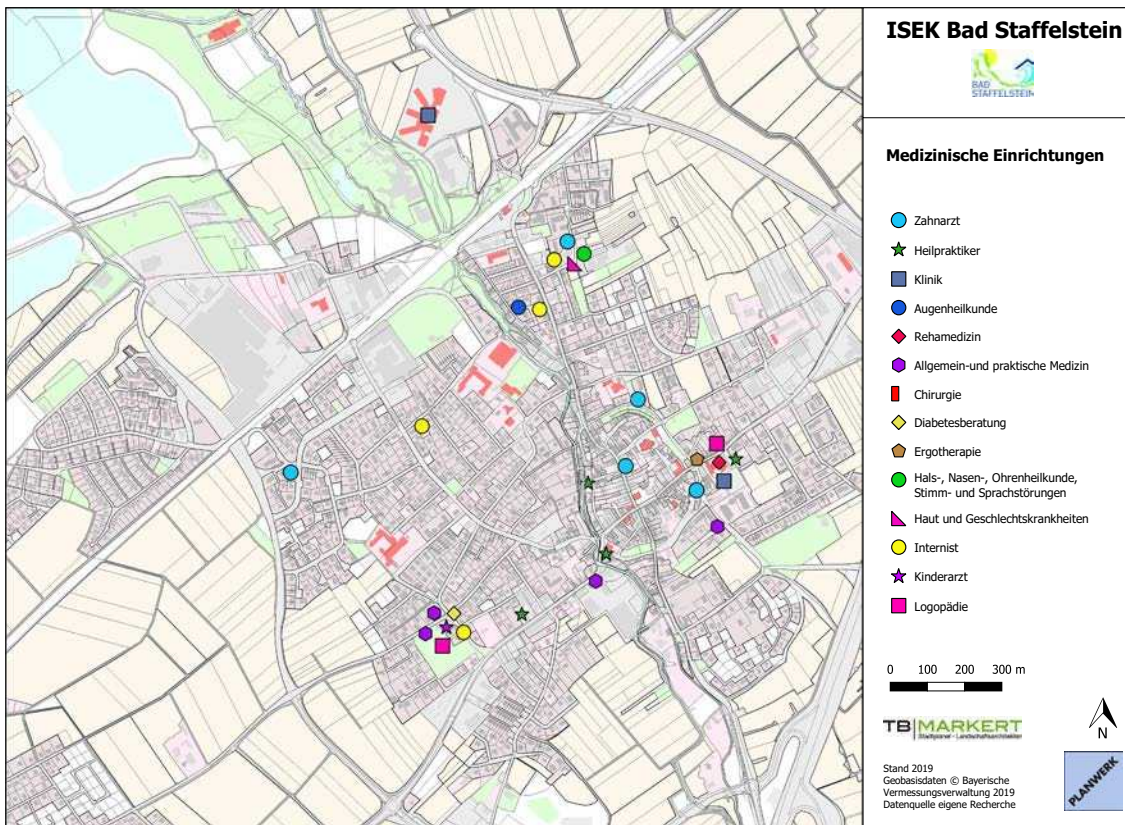 ISEK Bad Staffelstein
BAD
STAFFELSTEIN
Medizinische Einrichtungen
Zahnarzt
Heilpraktiker
Klinik
Augenheilkunde
Rehamedizin
Allgemein-und praktische Medizin
Chirurgie
Diabetesberatung
Ergotherapie
Hals-, Nasen-, Ohrenheilkunde,
Stimm- und Sprachstörungen
Haut und Geschlechtskrankheiten
Internist
Kinderarzt
Logopädie
0 100 200 300 m
TB|MARKERT
Stadtplaner · Landschaftsarchitekten
N
Stand 2019
Geobasisdaten © Bayerische
Vermessungsverwaltung 2019
Datenquelle eigene Recherche
PLANWERK